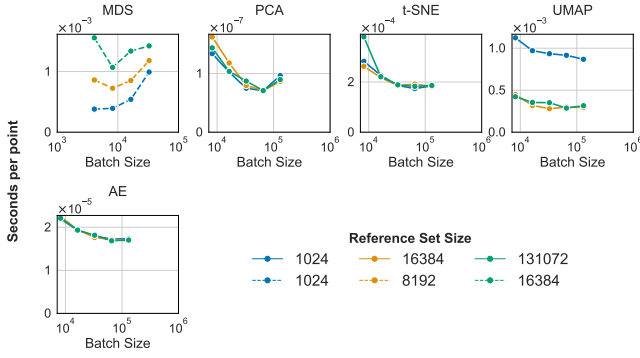 MDS
PCA
t-SNE
UMAP
×10⁻³
×10⁻⁷
×10⁻⁴
×10⁻³
1
0
1
0
2
0
1.0
0.5
0.0
10³ 10⁴ 10⁵
10⁴ 10⁵ 10⁶
10⁴ 10⁵ 10⁶
10⁴ 10⁵ 10⁶
Batch Size
Batch Size
Batch Size
Batch Size
Seconds per point
AE
×10⁻⁵
2
1
0
10⁴ 10⁵ 10⁶
Batch Size
Reference Set Size
1024 16384 131072
1024 8192 16384